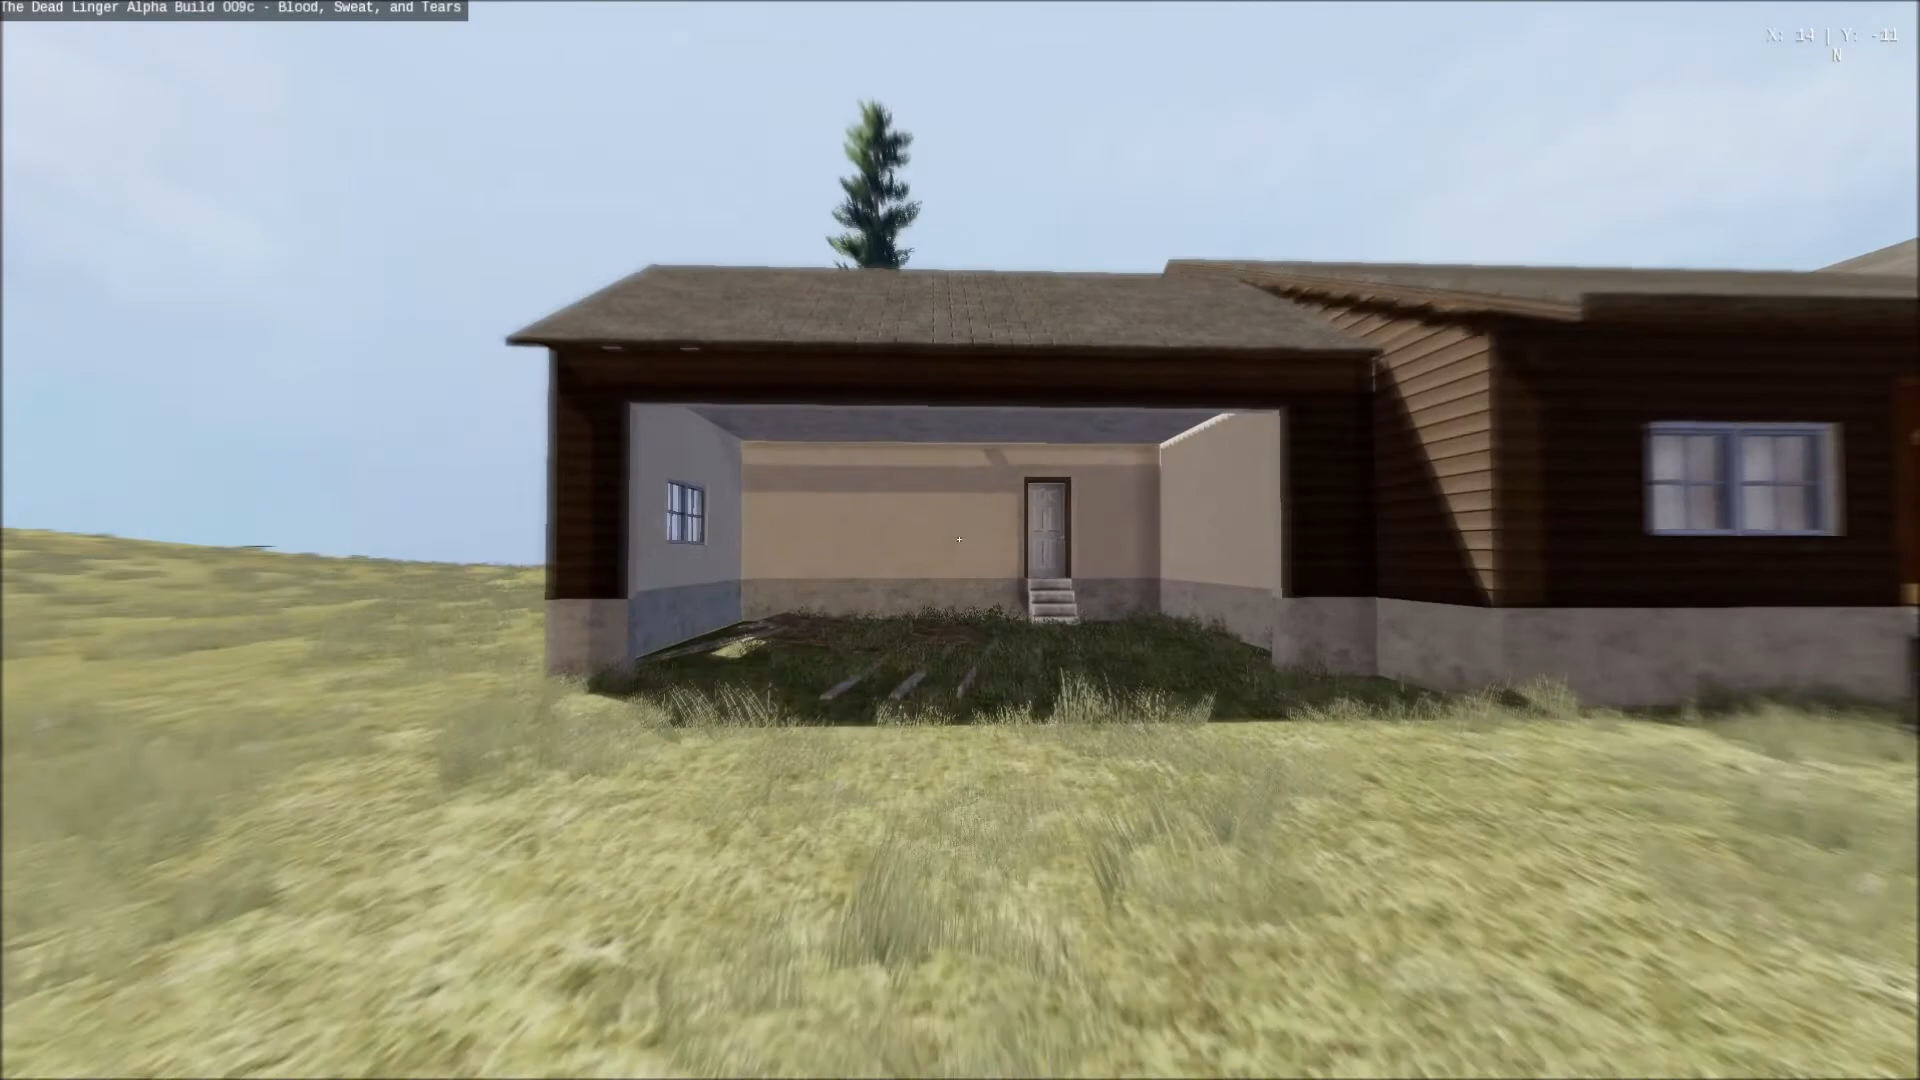 The Dead Linger Alpha Build 009c - Blood, Sweat, and Tears
X: 14 | Y: -11
N